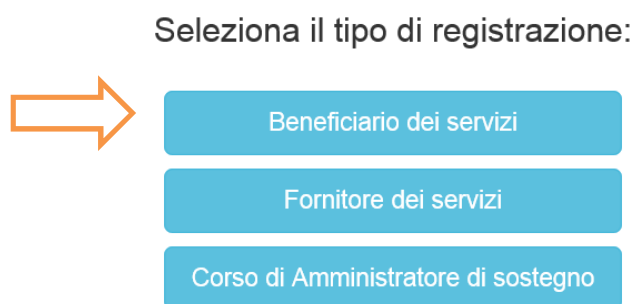 Seleziona il tipo di registrazione:
Beneficiario dei servizi
Fornitore dei servizi
Corso di Amministratore di sostegno